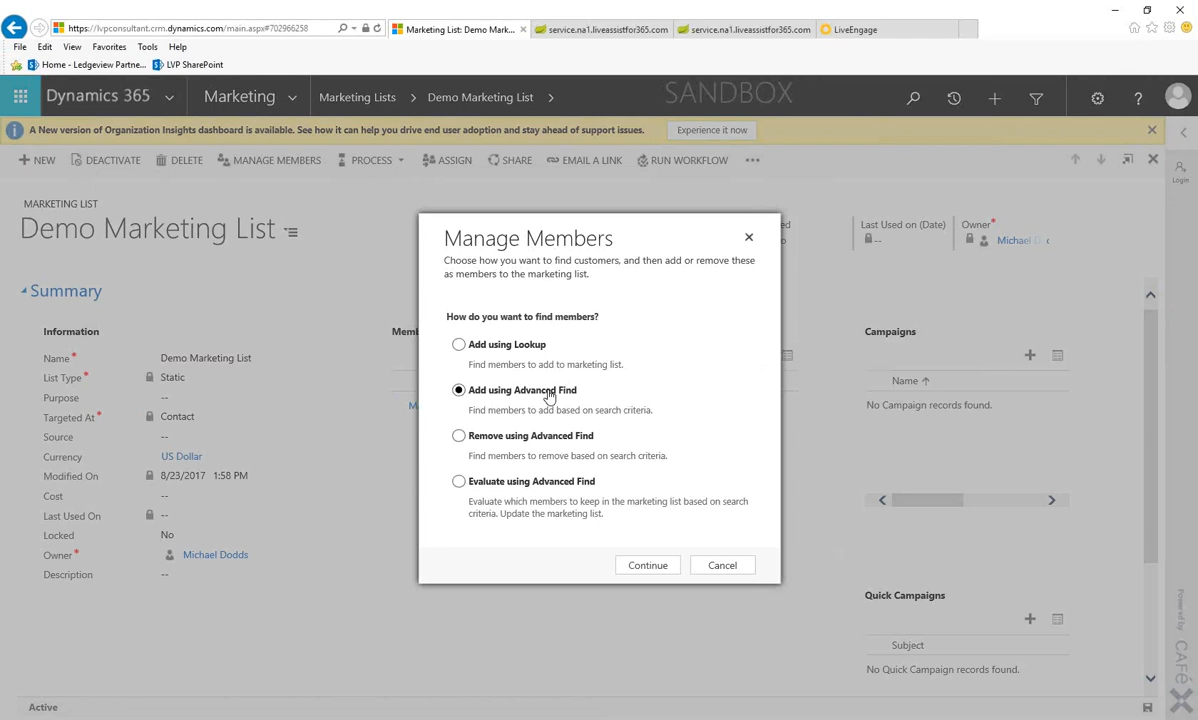 https://lvpconsultant.crm.dynamics.com/main.aspx#702966258
Marketing List: Demo Mark...
service.na1.liveassistfor365.com
service.na1.liveassistfor365.com
LiveEngage
File Edit View Favorites Tools Help
Home - Ledgeview Partne... LVP SharePoint
Dynamics 365 Marketing Marketing Lists Demo Marketing List SANDBOX
A New version of Organization Insights dashboard is available. See how it can help you drive end user adoption and stay ahead of support issues. Experience it now
NEW DEACTIVATE DELETE MANAGE MEMBERS PROCESS ASSIGN SHARE EMAIL A LINK RUN WORKFLOW
Login
MARKETING LIST
Demo Marketing List
Last Used on (Date)
--
Owner*
Michael
Summary
Information
Name* Demo Marketing List
List Type* Static
Purpose --
Targeted At* Contact
Source --
Currency US Dollar
Modified On 8/23/2017 1:58 PM
Cost --
Last Used On --
Locked No
Owner* Michael Dodds
Description --
Manage Members
Choose how you want to find customers, and then add or remove these
as members to the marketing list.
How do you want to find members?
Add using Lookup
Find members to add to marketing list.
Add using Advanced Find
Find members to add based on search criteria.
Remove using Advanced Find
Find members to remove based on search criteria.
Evaluate using Advanced Find
Evaluate which members to keep in the marketing list based on search
criteria. Update the marketing list.
Continue Cancel
Campaigns
Name ↑
No Campaign records found.
Quick Campaigns
Subject
No Quick Campaign records found.
Powered by CAFÉ X
Active